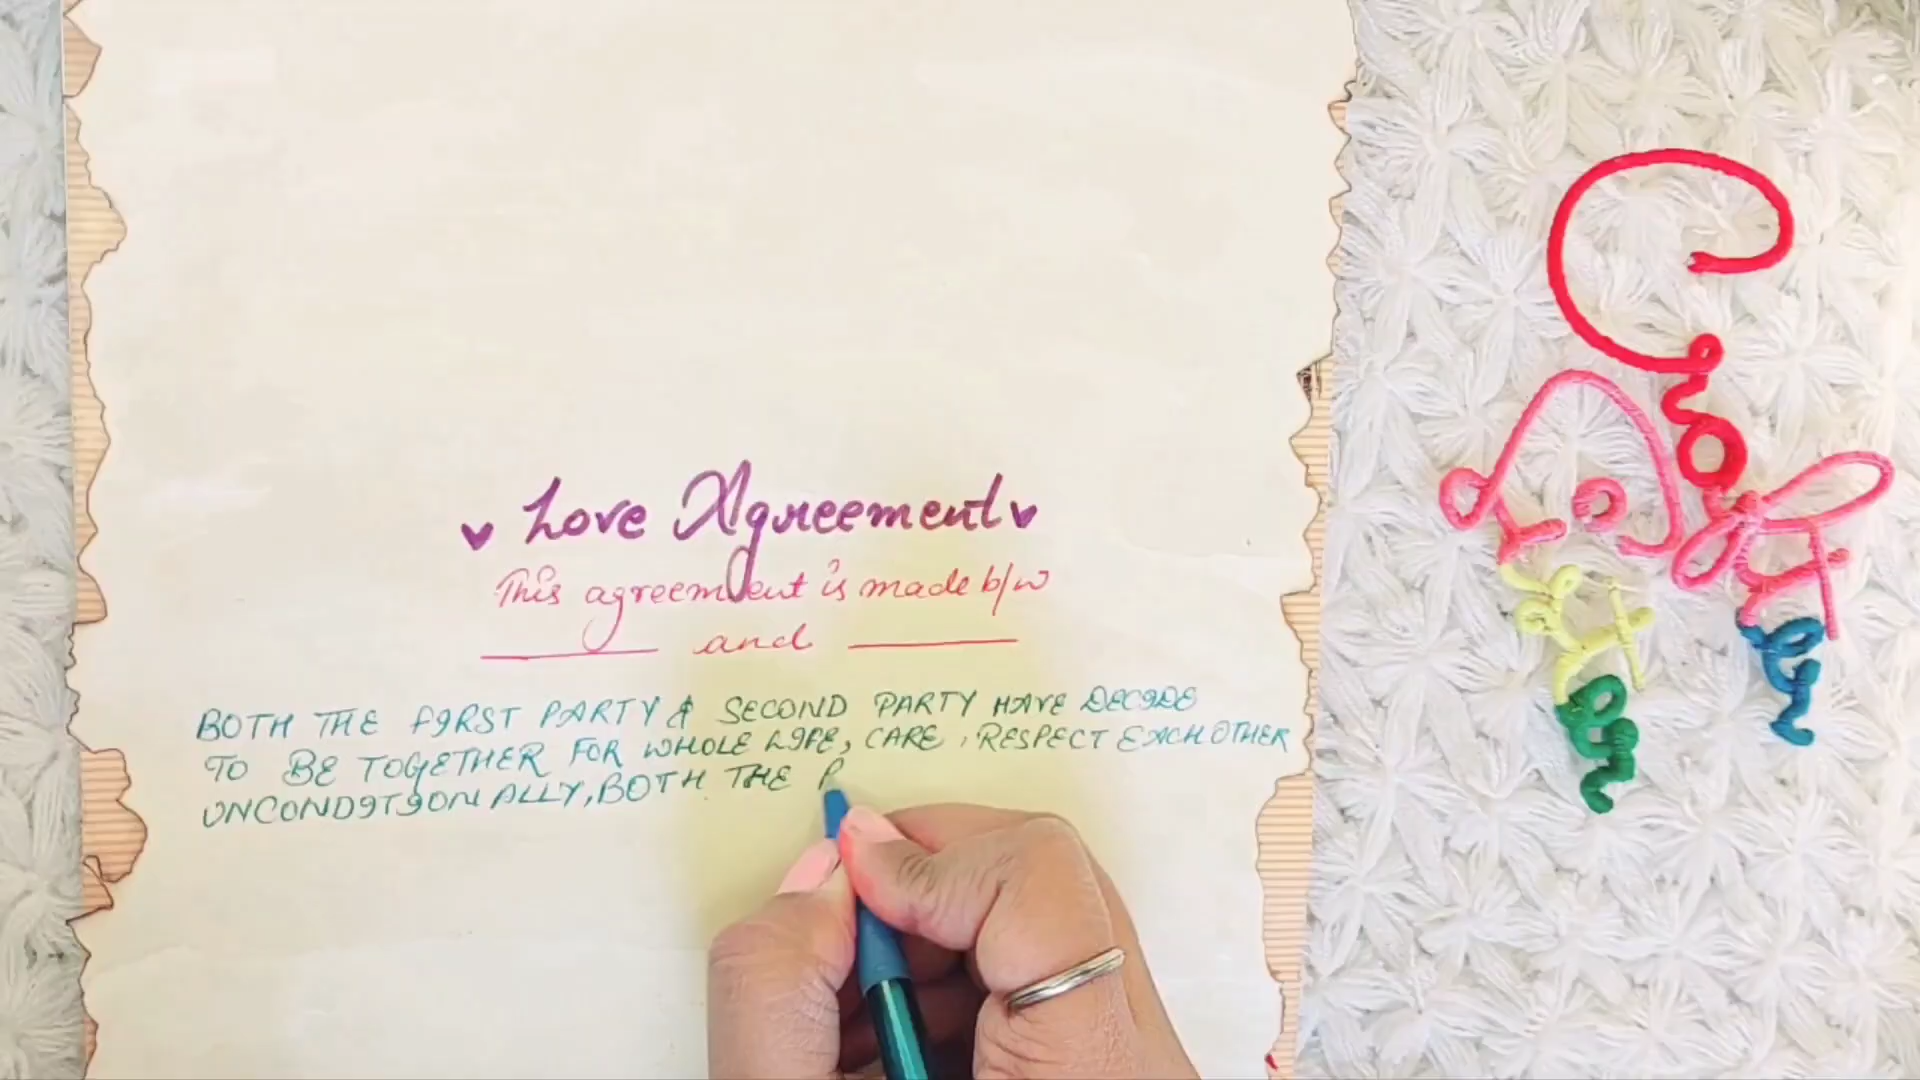 Love Agreement
This agreement is made b/w
and
BOTH THE FIRST PARTY & SECOND PARTY HAVE DECIDE
TO BE TOGETHER FOR WHOLE LIFE, CARE, RESPECT EACH OTHER
UNCONDITIONALLY, BOTH THE P